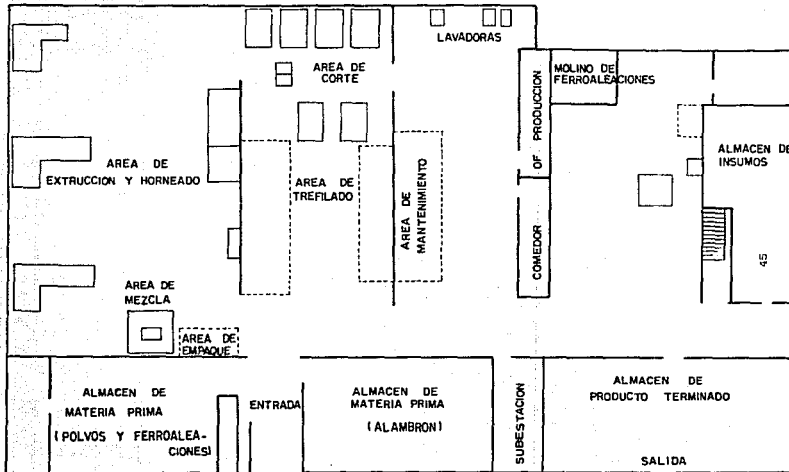 LAVADORAS
AREA DE
CORTE
MOLINO DE
FERROALEACIONES
OF PRODUCCION
ALMACEN DE
INSUMOS
AREA DE
EXTRUCCION Y HORNEADO
AREA DE
TREFILADO
AREA DE
MANTENIMIENTO
COMEDOR
45
AREA DE
MEZCLA
AREA DE
EMPAQUE
ALMACEN DE
MATERIA PRIMA
(POLVOS Y FERROALEA-
CIONES)
ENTRADA
ALMACEN DE
MATERIA PRIMA
(ALAMBRON)
SUBESTACION
ALMACEN DE
PRODUCTO TERMINADO
SALIDA